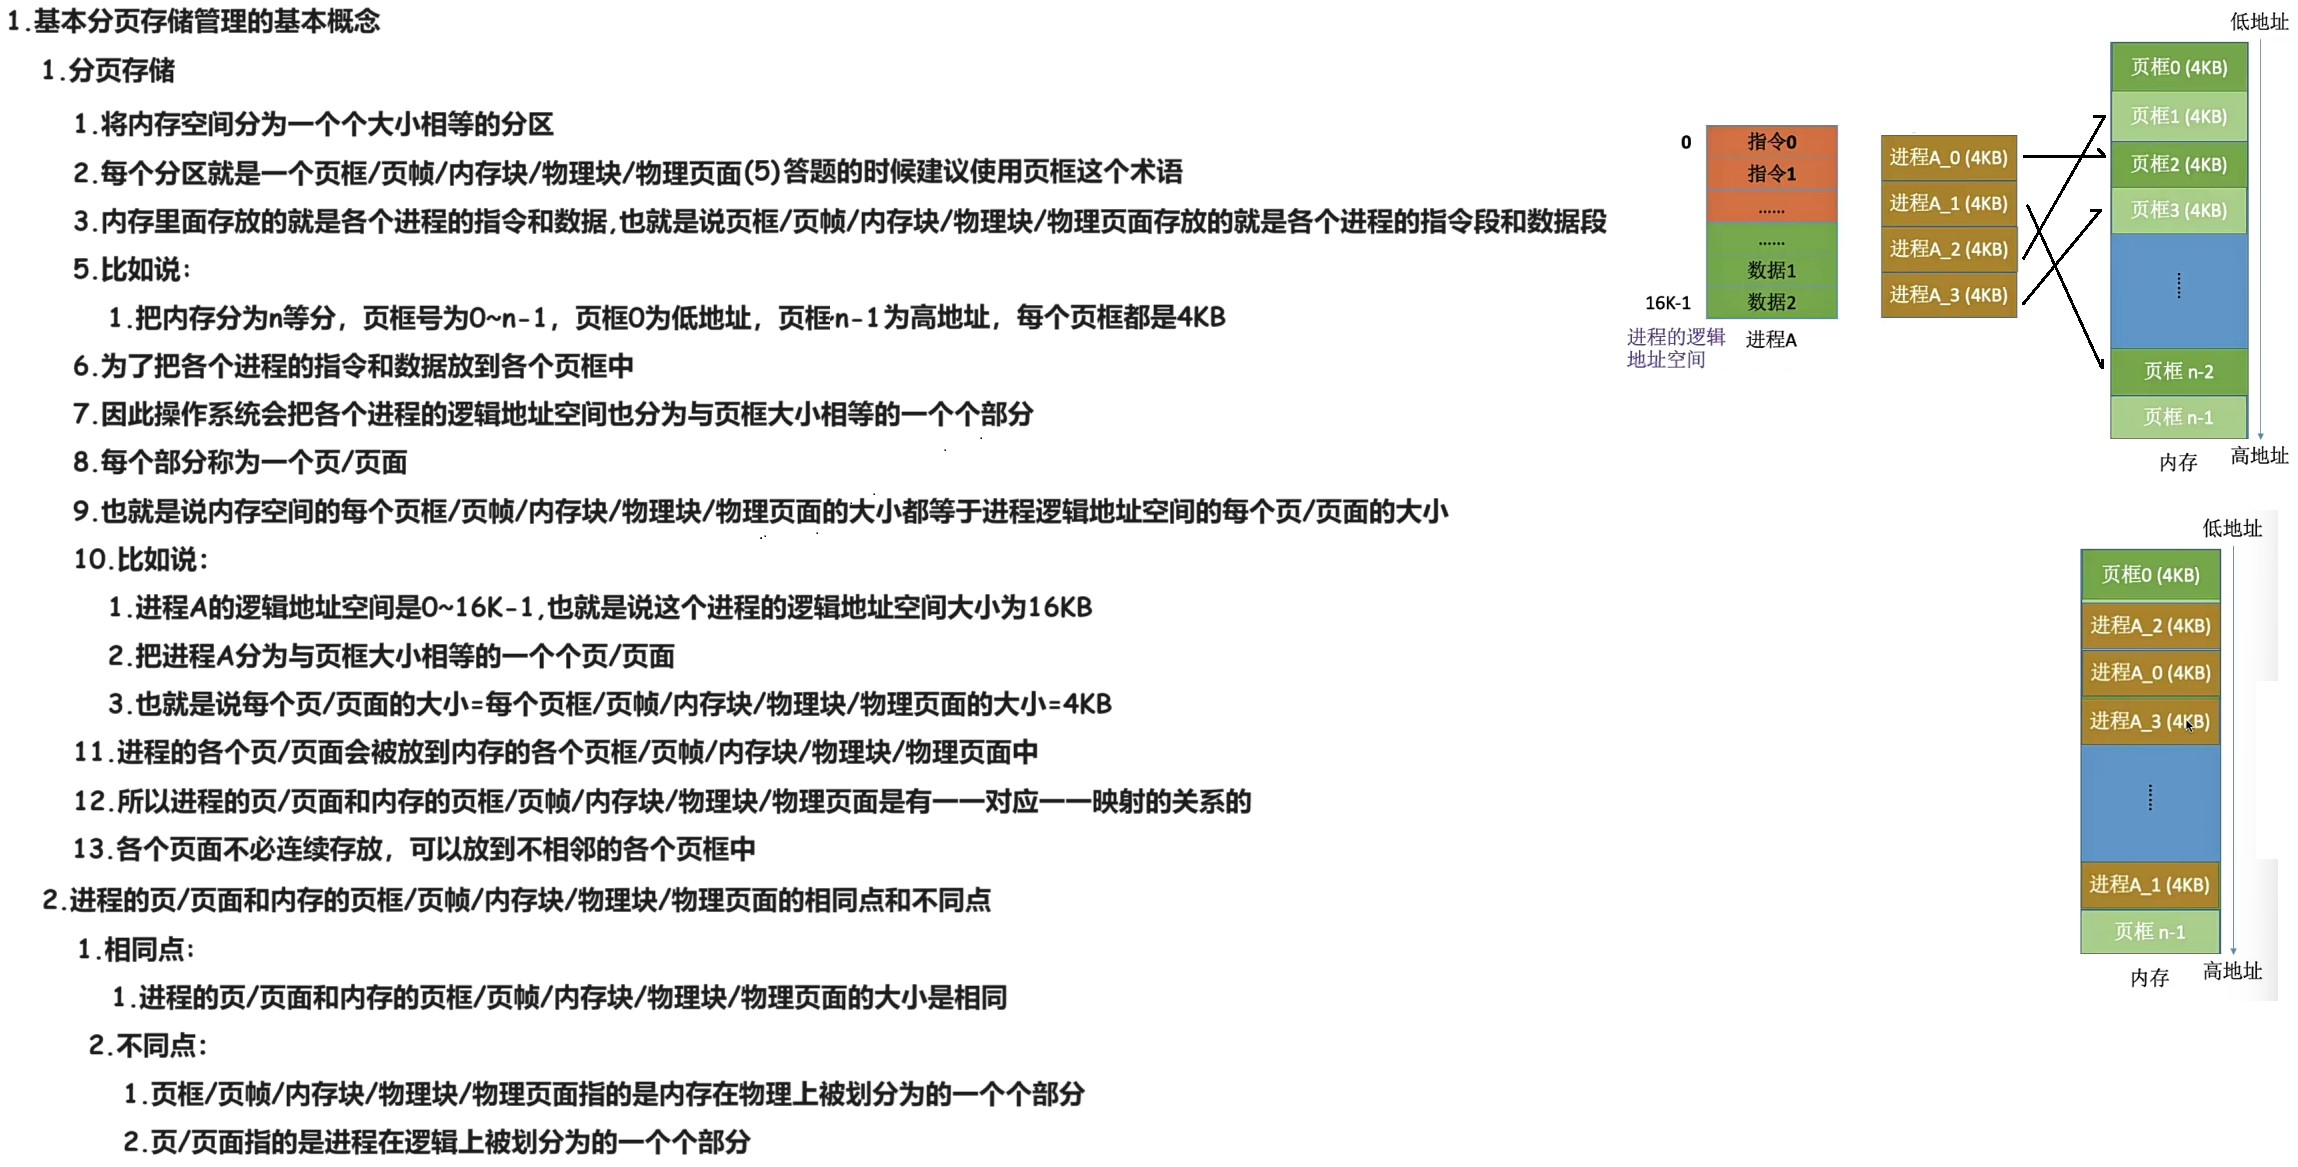 1.基本分页存储管理的基本概念
1.分页存储
1.将内存空间分为一个个大小相等的分区
2.每个分区就是一个页框/页帧/内存块/物理块/物理页面(5)答题的时候建议使用页框这个术语
3.内存里面存放的就是各个进程的指令和数据,也就是说页框/页帧/内存块/物理块/物理页面存放的就是各个进程的指令段和数据段
5.比如说：
1.把内存分为n等分，页框号为0~n-1，页框0为低地址，页框n-1为高地址，每个页框都是4KB
6.为了把各个进程的指令和数据放到各个页框中
7.因此操作系统会把各个进程的逻辑地址空间也分为与页框大小相等的一个个部分
8.每个部分称为一个页/页面
9.也就是说内存空间的每个页框/页帧/内存块/物理块/物理页面的大小都等于进程逻辑地址空间的每个页/页面的大小
10.比如说：
1.进程A的逻辑地址空间是0~16K-1,也就是说这个进程的逻辑地址空间大小为16KB
2.把进程A分为与页框大小相等的一个个页/页面
3.也就是说每个页/页面的大小=每个页框/页帧/内存块/物理块/物理页面的大小=4KB
11.进程的各个页/页面会被放到内存的各个页框/页帧/内存块/物理块/物理页面中
12.所以进程的页/页面和内存的页框/页帧/内存块/物理块/物理页面是有一一对应一一映射的关系的
13.各个页面不必连续存放，可以放到不相邻的各个页框中
2.进程的页/页面和内存的页框/页帧/内存块/物理块/物理页面的相同点和不同点
1.相同点：
1.进程的页/页面和内存的页框/页帧/内存块/物理块/物理页面的大小是相同
2.不同点：
1.页框/页帧/内存块/物理块/物理页面指的是内存在物理上被划分为的一个个部分
2.页/页面指的是进程在逻辑上被划分为的一个个部分
0
指令0
指令1
......
......
数据1
16K-1
数据2
进程的逻辑
地址空间
进程A
进程A_0 (4KB)
进程A_1 (4KB)
进程A_2 (4KB)
进程A_3 (4KB)
低地址
页框0 (4KB)
页框1 (4KB)
页框2 (4KB)
页框3 (4KB)
......
页框 n-2
页框 n-1
内存
高地址
低地址
页框0 (4KB)
进程A_2 (4KB)
进程A_0 (4KB)
进程A_3 (4KB)
......
进程A_1 (4KB)
页框 n-1
内存
高地址